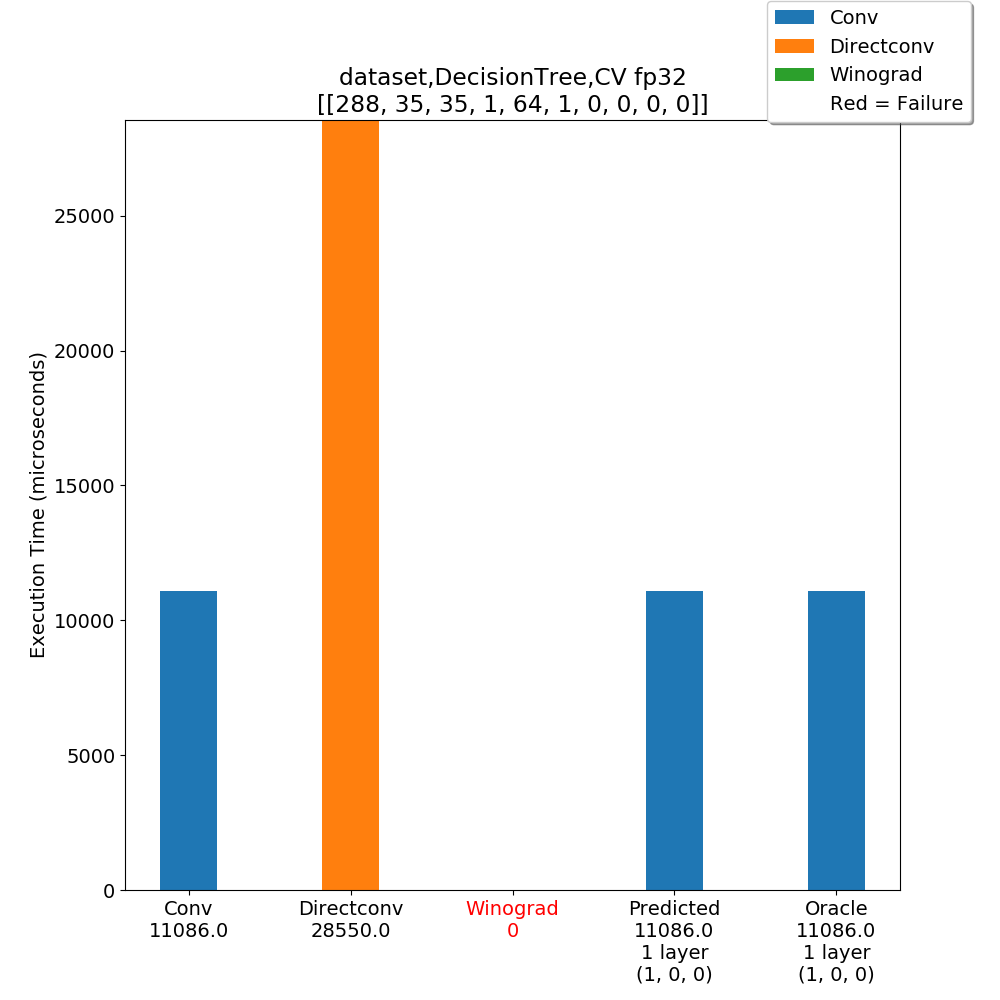 Conv
Directconv
Winograd
Red = Failure
dataset,DecisionTree,CV fp32
[[288, 35, 35, 1, 64, 1, 0, 0, 0, 0]]
Execution Time (microseconds)
25000
20000
15000
10000
5000
0
Conv
11086.0
Directconv
28550.0
Winograd
0
Predicted
11086.0
1 layer
(1, 0, 0)
Oracle
11086.0
1 layer
(1, 0, 0)